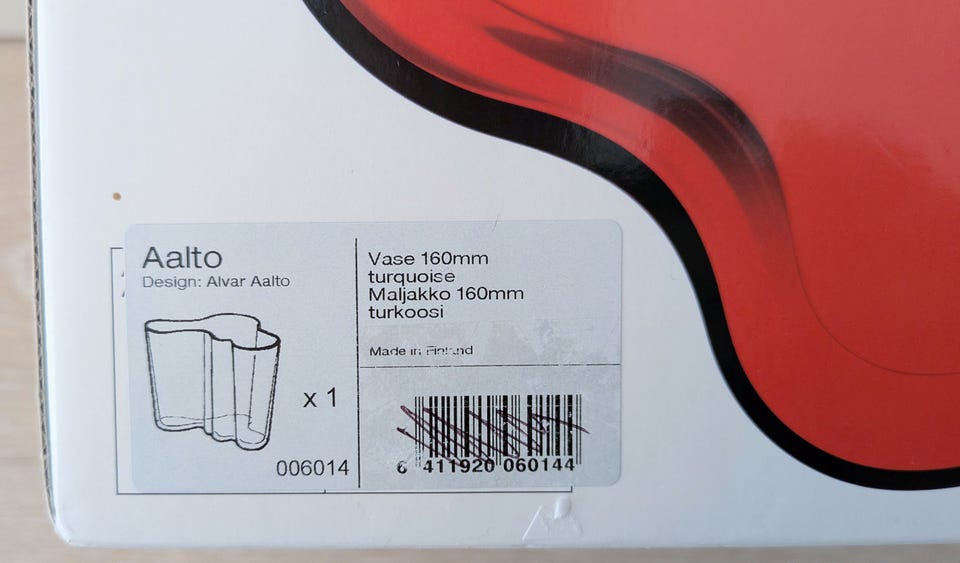 Aalto
Design: Alvar Aalto
x 1
006014
Vase 160mm
turquoise
Maljakko 160mm
turkoosi
Made in Finland
6 411920 060144